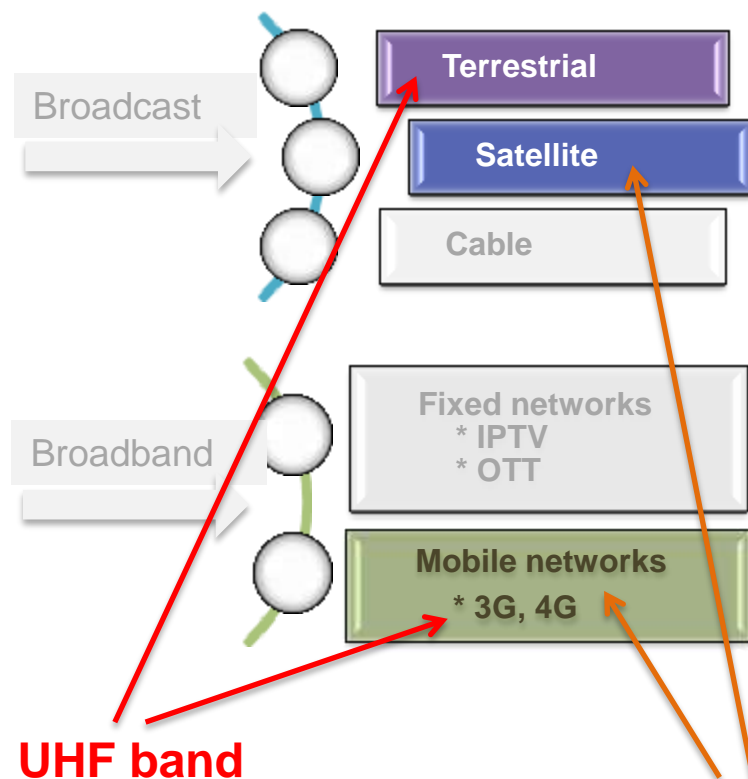 Broadcast
Terrestrial
Satellite
Cable
Broadband
Fixed networks
* IPTV
* OTT
Mobile networks
* 3G, 4G
UHF band